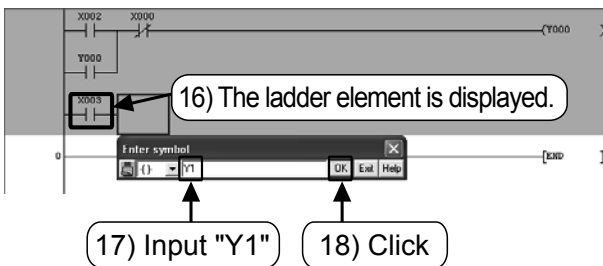 X002 X000
(Y000
Y000
X003
16) The ladder element is displayed.
Enter symbol
0
[END ]
( ) Y1 OK Exit Help
17) Input "Y1" 18) Click